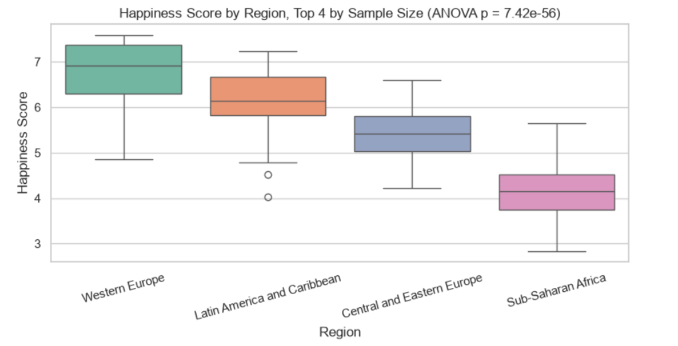 Happiness Score by Region, Top 4 by Sample Size (ANOVA p = 7.42e-56)
Happiness Score
7
6
5
4
3
Western Europe
Latin America and Caribbean
Central and Eastern Europe
Sub-Saharan Africa
Region